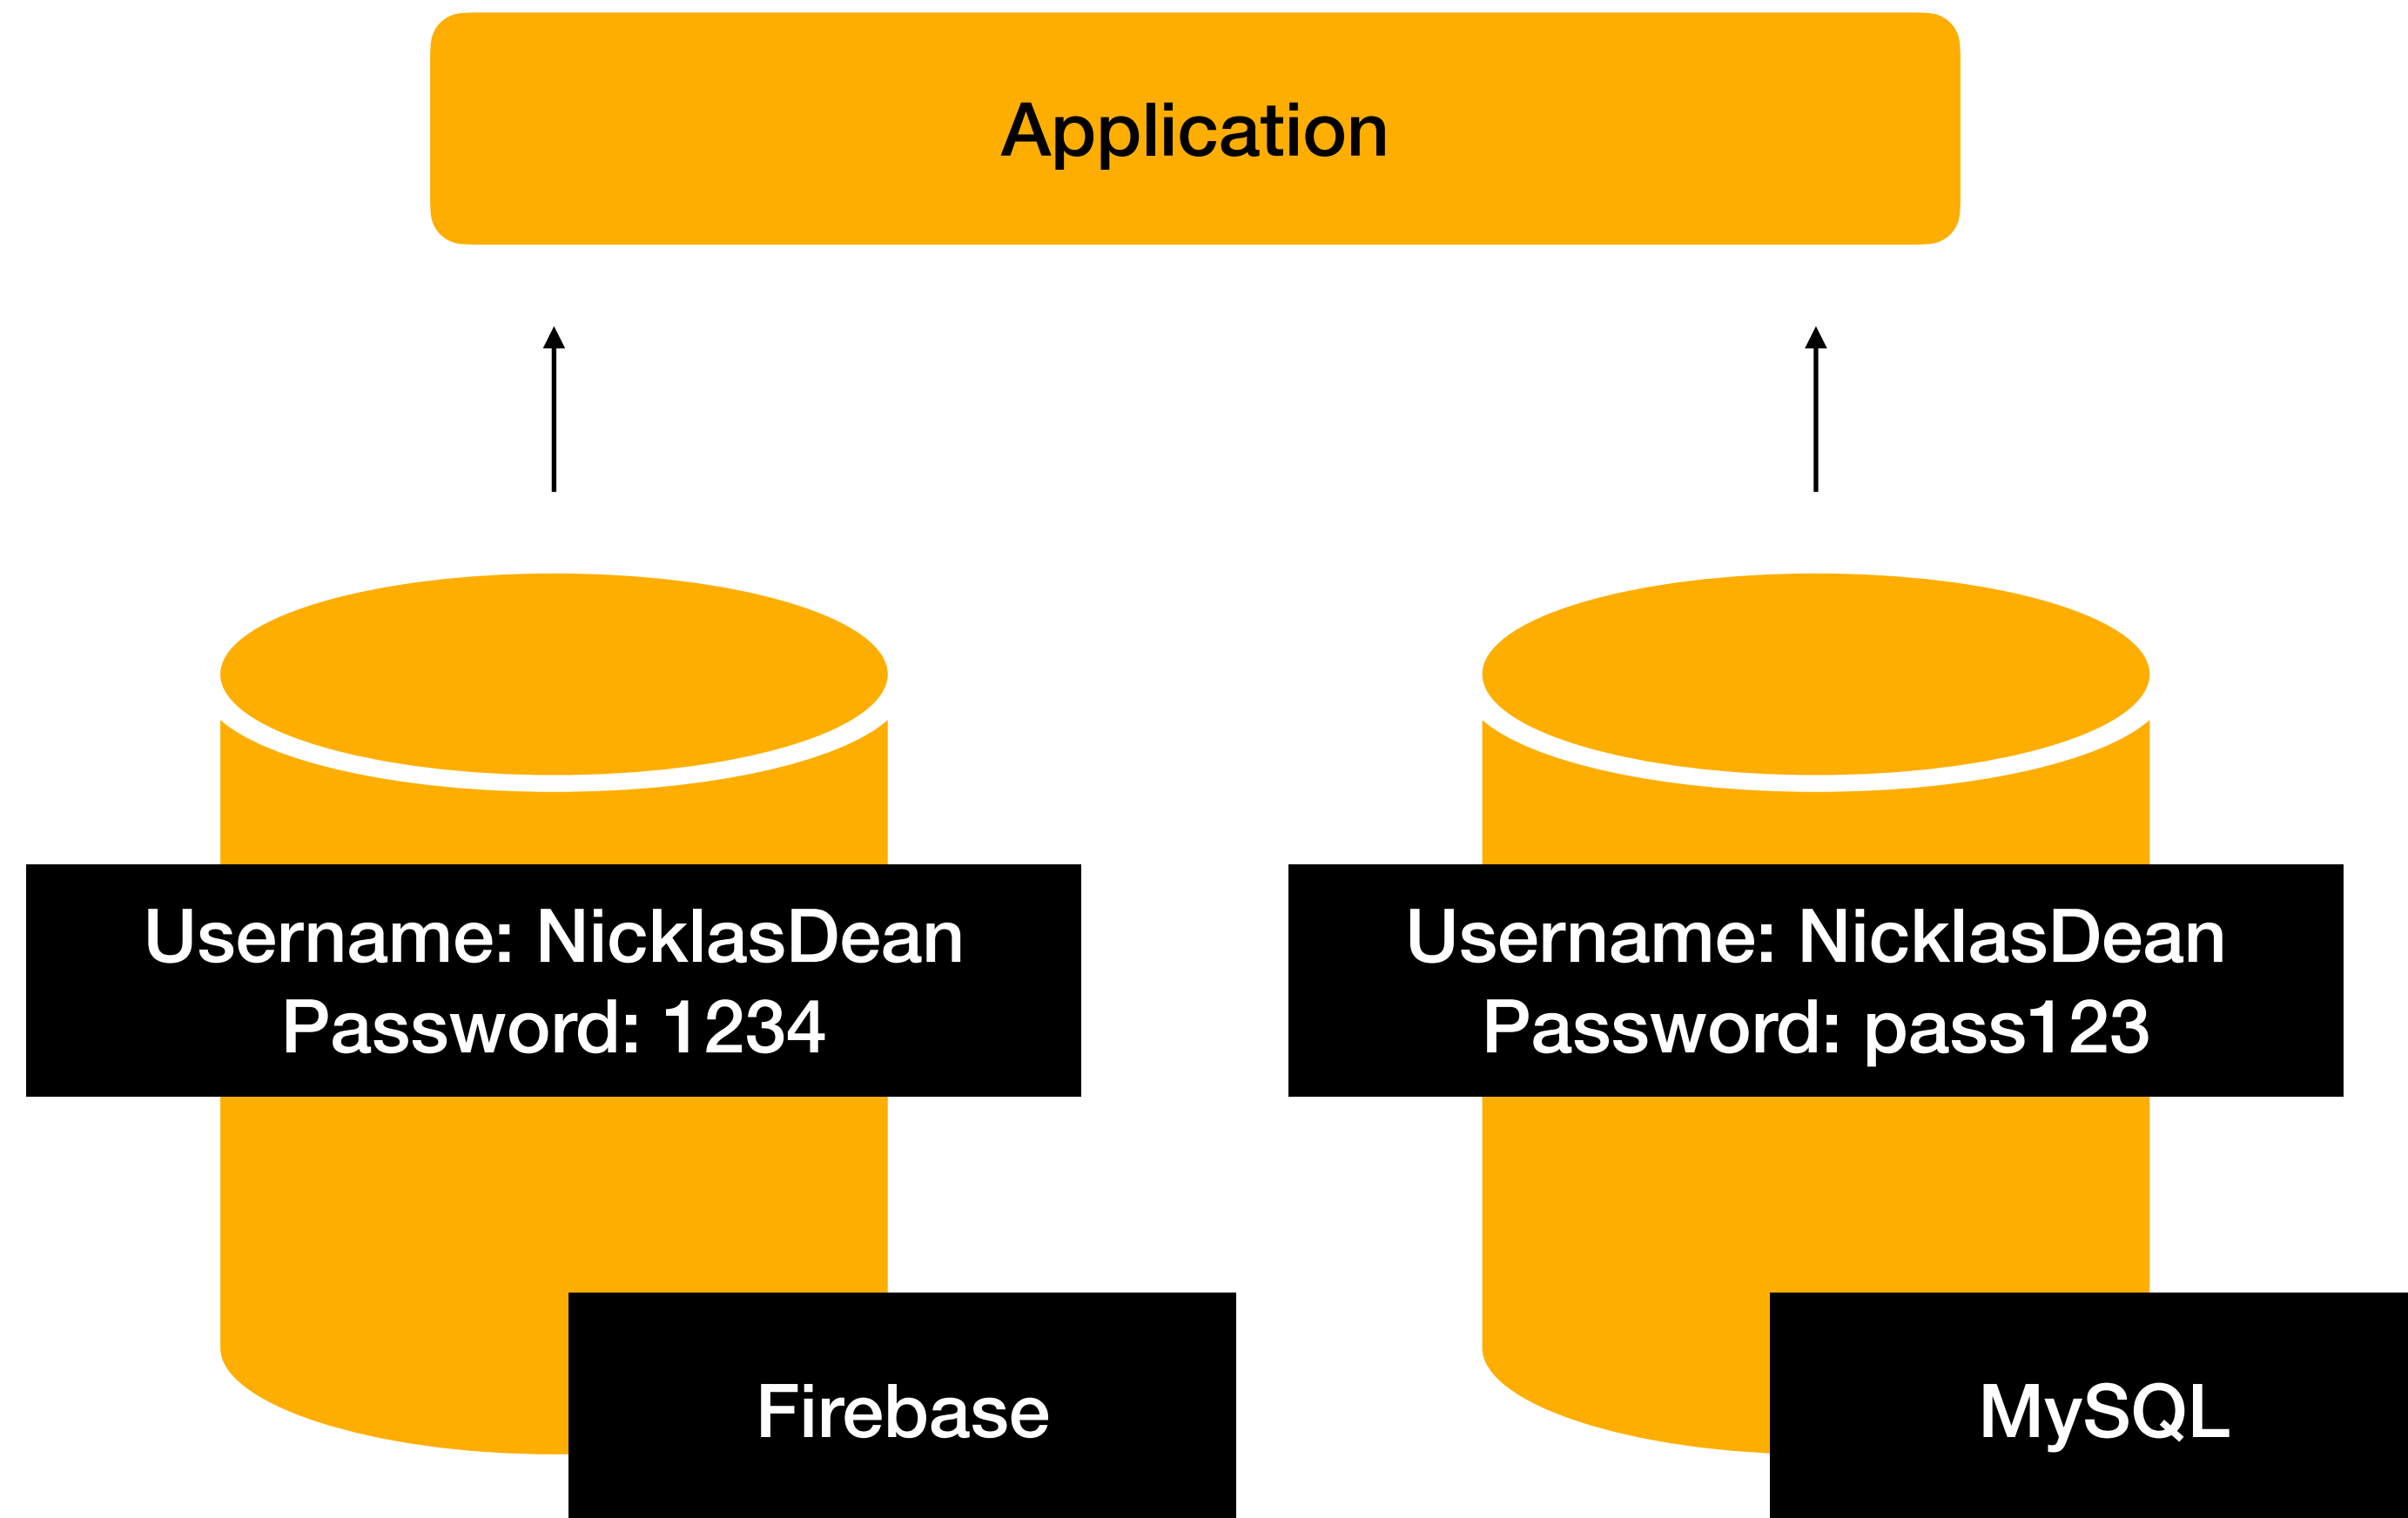 Application
Username: NicklasDean
Password: 1234
Username: NicklasDean
Password: pass123
Firebase
MySQL